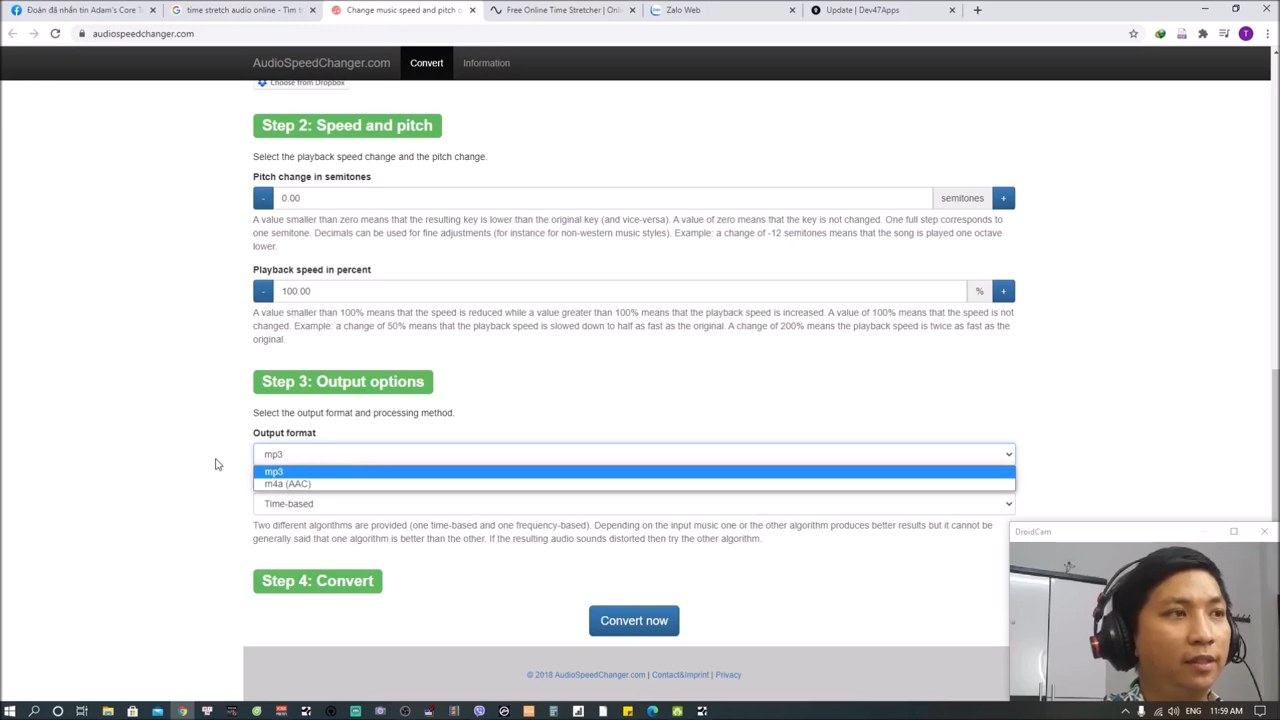 Đoàn đã nhắn tin Adam's Core T
time stretch audio online - Tìm t
Change music speed and pitch o
Free Online Time Stretcher | Onl
Zalo Web
Update | Dev47Apps
audiospeedchanger.com
T
AudioSpeedChanger.com
Convert
Information
Choose from Dropbox
Step 2: Speed and pitch
Select the playback speed change and the pitch change.
Pitch change in semitones
-
0.00
semitones
+
A value smaller than zero means that the resulting key is lower than the original key (and vice-versa). A value of zero means that the key is not changed. One full step corresponds to
one semitone. Decimals can be used for fine adjustments (for instance for non-western music styles). Example: a change of -12 semitones means that the song is played one octave
lower.
Playback speed in percent
-
100.00
%
+
A value smaller than 100% means that the speed is reduced while a value greater than 100% means that the playback speed is increased. A value of 100% means that the speed is not
changed. Example: a change of 50% means that the playback speed is slowed down to half as fast as the original. A change of 200% means the playback speed is twice as fast as the
original.
Step 3: Output options
Select the output format and processing method.
Output format
mp3
mp3
m4a (AAC)
Time-based
Two different algorithms are provided (one time-based and one frequency-based). Depending on the input music one or the other algorithm produces better results but it cannot be
generally said that one algorithm is better than the other. If the resulting audio sounds distorted then try the other algorithm.
Step 4: Convert
Convert now
© 2018 AudioSpeedChanger.com | Contact&Imprint | Privacy
DroidCam
ENG
11:59 AM